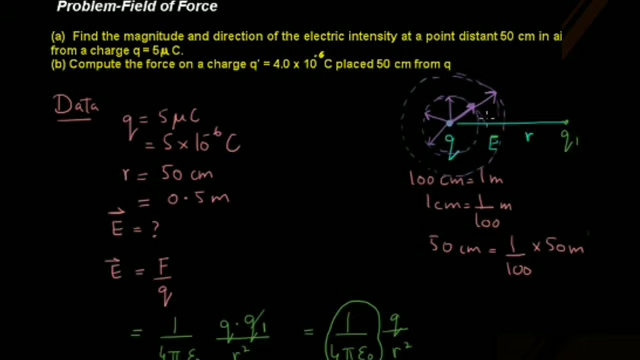 Problem-Field of Force
(a) Find the magnitude and direction of the electric intensity at a point distant 50 cm in ai
from a charge q = 5μ C.
(b) Compute the force on a charge q' = 4.0 x 10⁻⁶ C placed 50 cm from q
Data
q = 5μC
= 5 × 10⁻⁶ C
r = 50 cm
= 0.5 m
E⃗ = ?
E⃗ = F/q
= 1/4πε₀ q·q₁/r² = (1/4πε₀) q/r²
q E r q₁
100 cm = 1 m
1 cm = 1/100 m
50 cm = 1/100 × 50 m